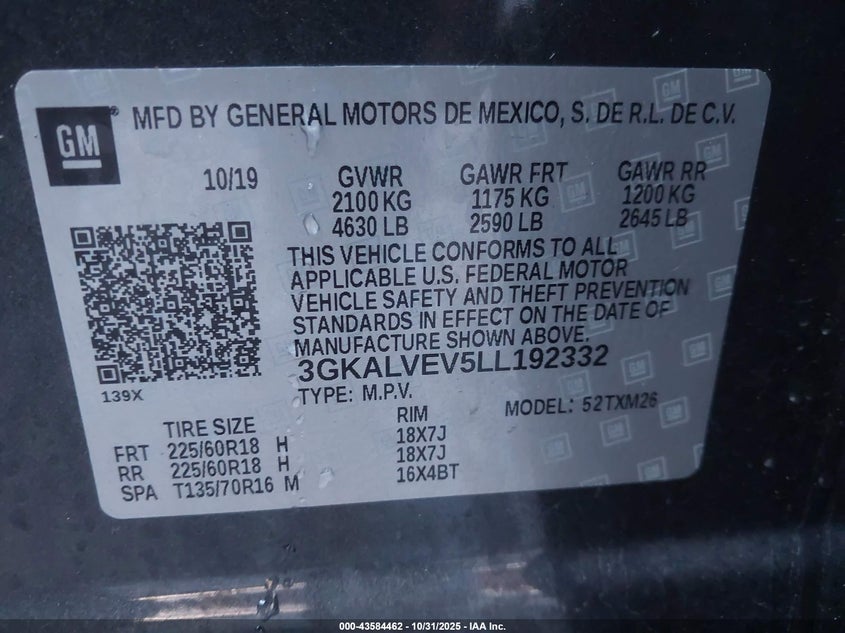 GM
® MFD BY GENERAL MOTORS DE MEXICO, S. DE R.L. DE C.V.
10/19 GVWR GAWR FRT GAWR RR
2100 KG 1175 KG 1200 KG
4630 LB 2590 LB 2645 LB
THIS VEHICLE CONFORMS TO ALL
APPLICABLE U.S. FEDERAL MOTOR
VEHICLE SAFETY AND THEFT PREVENTION
STANDARDS IN EFFECT ON THE DATE OF
MANUFACTURE SHOWN ABOVE.
3GKALVEV5LL192332
139X
TYPE: M.P.V. MODEL: 52TXM26
TIRE SIZE RIM
FRT 225/60R18 H 18X7J
RR 225/60R18 H 18X7J
SPA T135/70R16 M 16X4BT
000-43584462 - 10/31/2025 - IAA Inc.